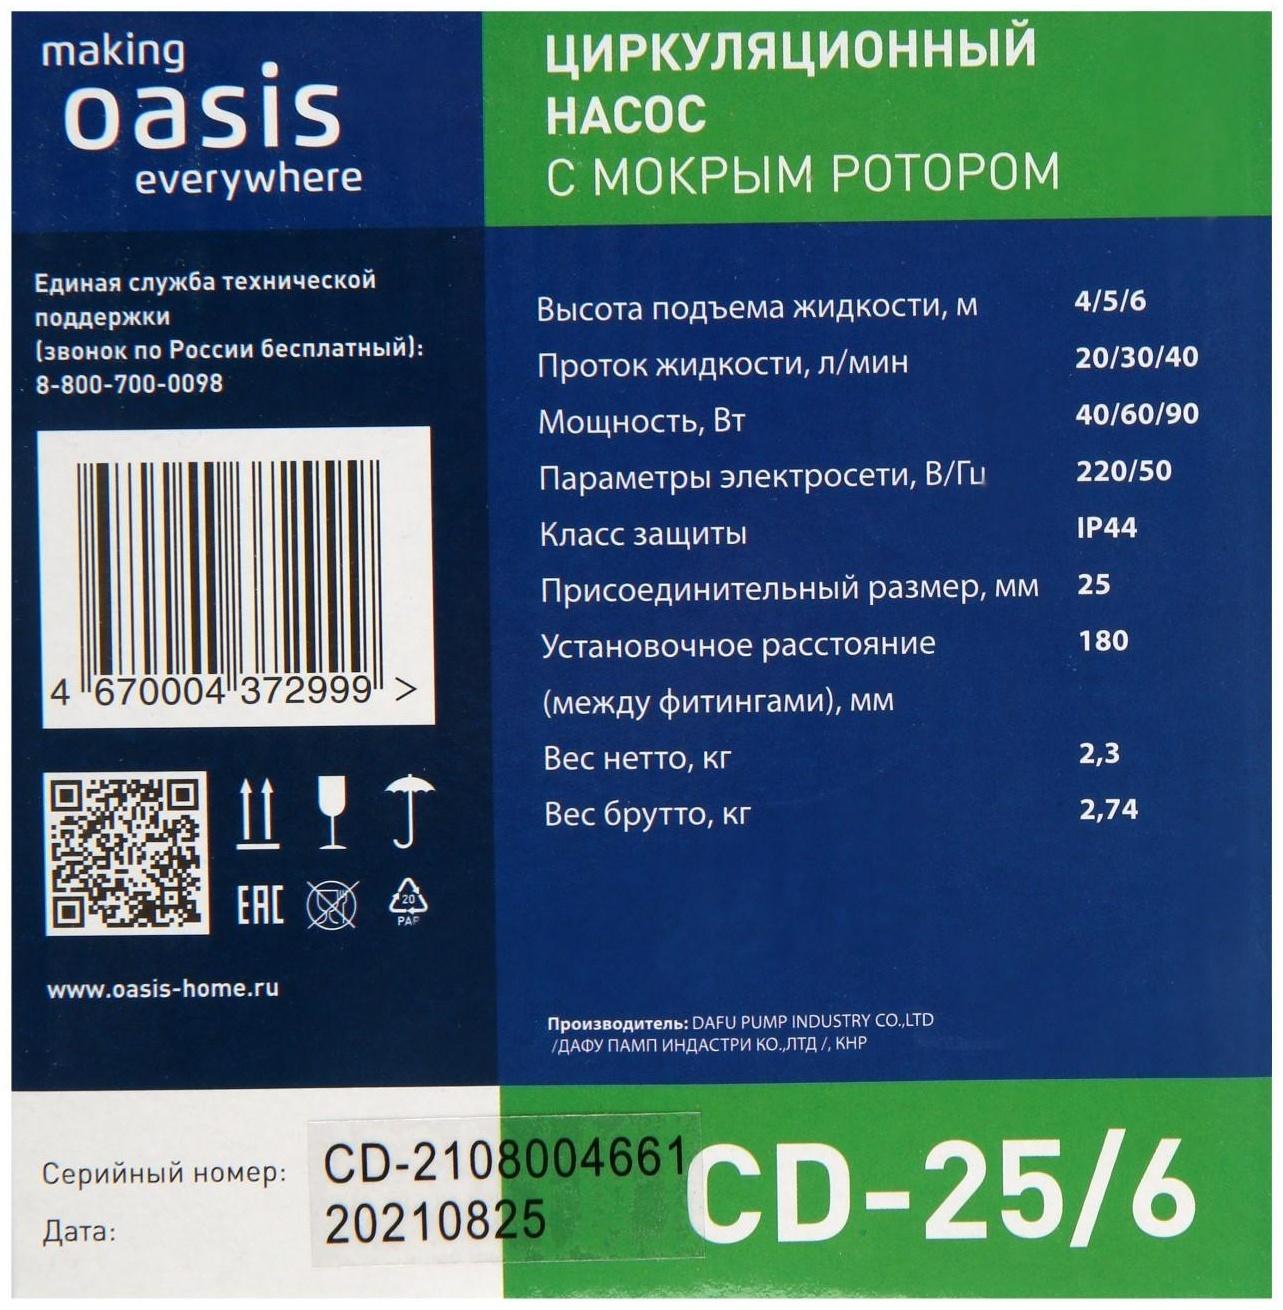 making
oasis
everywhere
ЦИРКУЛЯЦИОННЫЙ
НАСОС
С МОКРЫМ РОТОРОМ
Единая служба технической
поддержки
(звонок по России бесплатный):
8-800-700-0098
4 670004 372999 >
EAC
20
PAP
www.oasis-home.ru
Высота подъема жидкости, м 4/5/6
Проток жидкости, л/мин 20/30/40
Мощность, Вт 40/60/90
Параметры электросети, В/Гц 220/50
Класс защиты IP44
Присоединительный размер, мм 25
Установочное расстояние 180
(между фитингами), мм
Вес нетто, кг 2,3
Вес брутто, кг 2,74
Производитель: DAFU PUMP INDUSTRY CO.,LTD
/ДАФУ ПАМП ИНДАСТРИ КО.,ЛТД /, КНР
Серийный номер: CD-2108004661
Дата: 20210825
CD-25/6